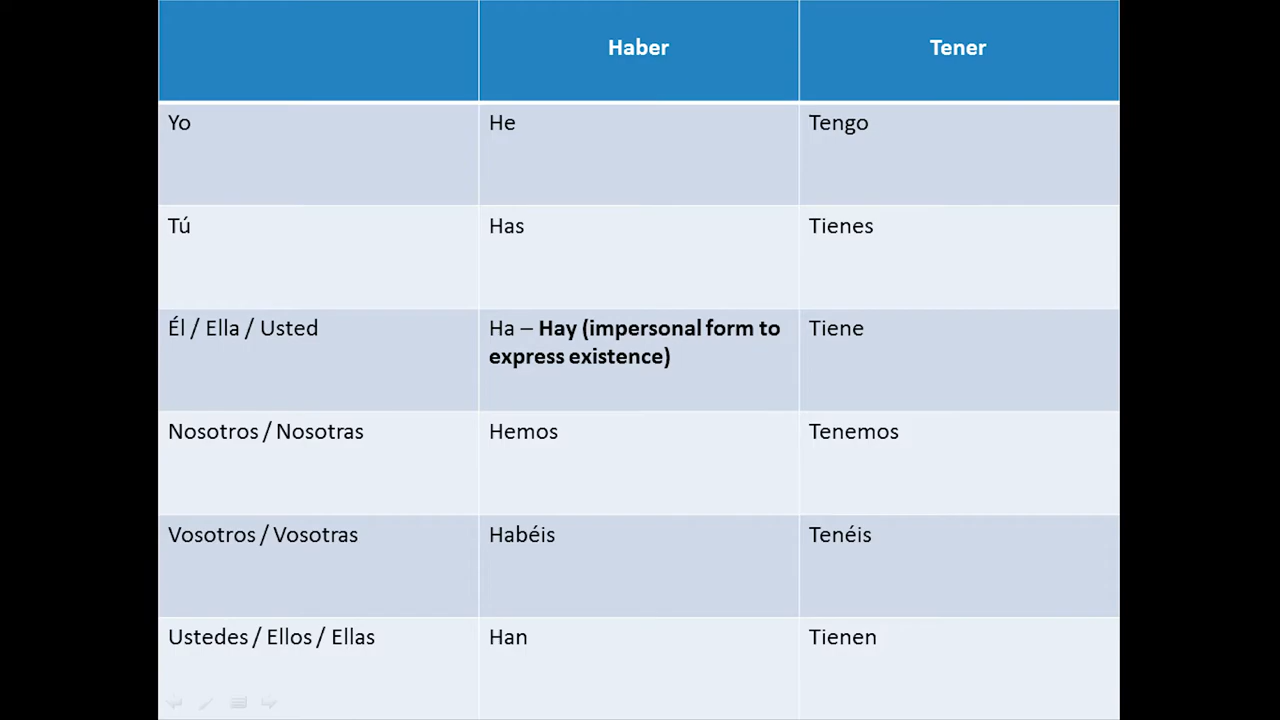 Haber Tener
Yo He Tengo
Tú Has Tienes
Él / Ella / Usted Ha – Hay (impersonal form to Tiene
express existence)
Nosotros / Nosotras Hemos Tenemos
Vosotros / Vosotras Habéis Tenéis
Ustedes / Ellos / Ellas Han Tienen